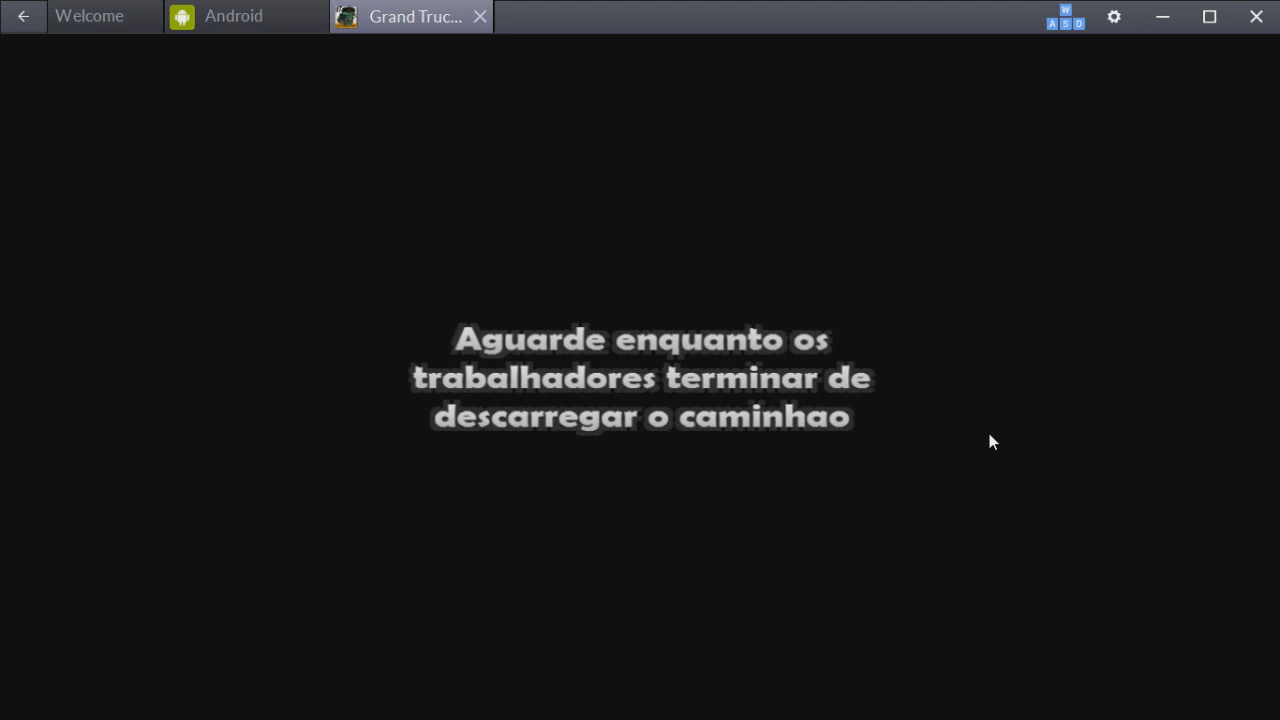 Welcome
Android
Grand Truc...
W
A S D
Aguarde enquanto os
trabalhadores terminar de
descarregar o caminhao